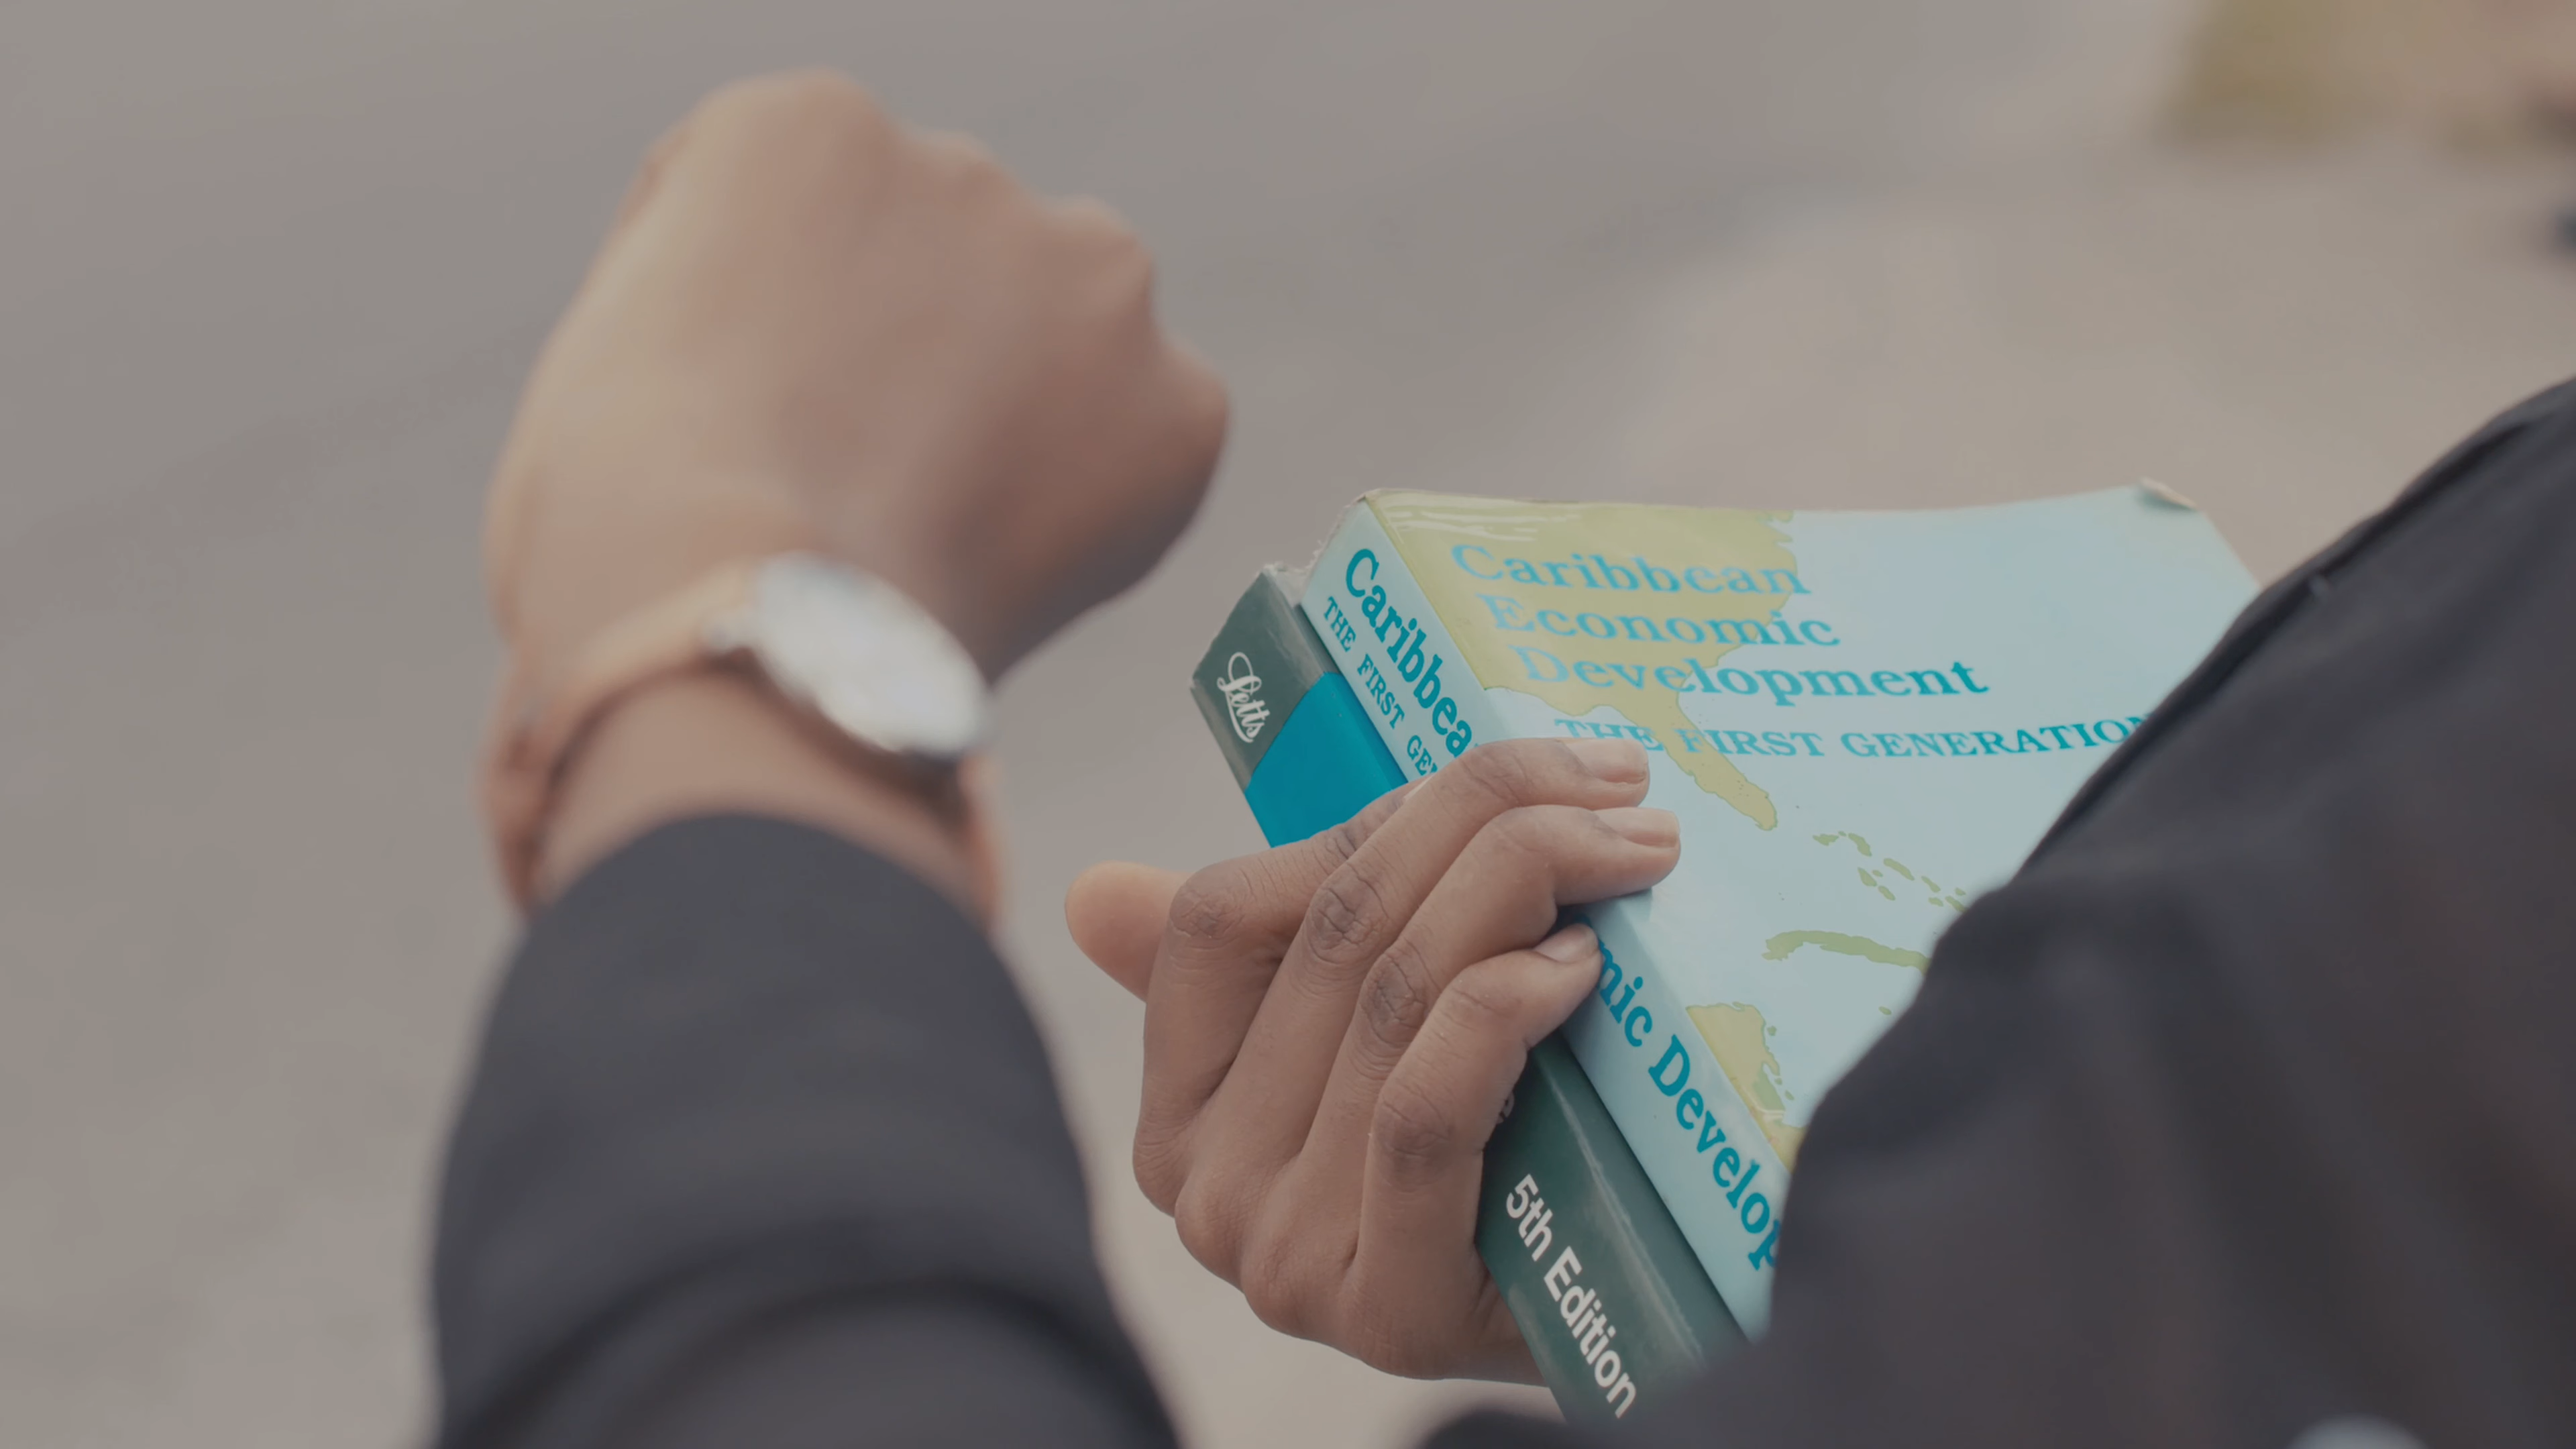 Caribbean
Economic
Development
THE FIRST GENERATION
Caribbea
mic Develop
THE FIRST GE
Letts
5th Edition